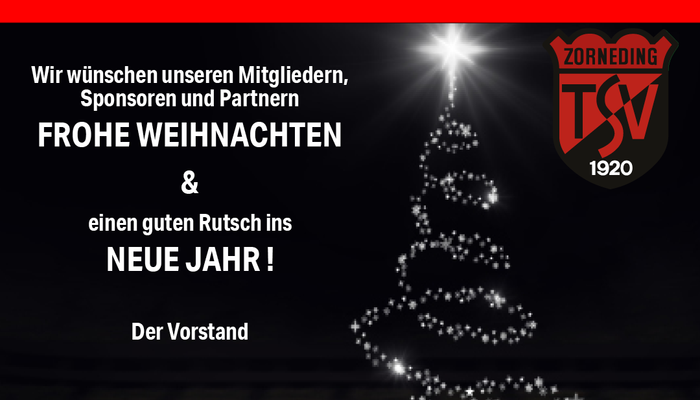 Wir wünschen unseren Mitgliedern,
Sponsoren und Partnern
FROHE WEIHNACHTEN
&
einen guten Rutsch ins
NEUE JAHR !
Der Vorstand
ZORNEDING
TSV
1920